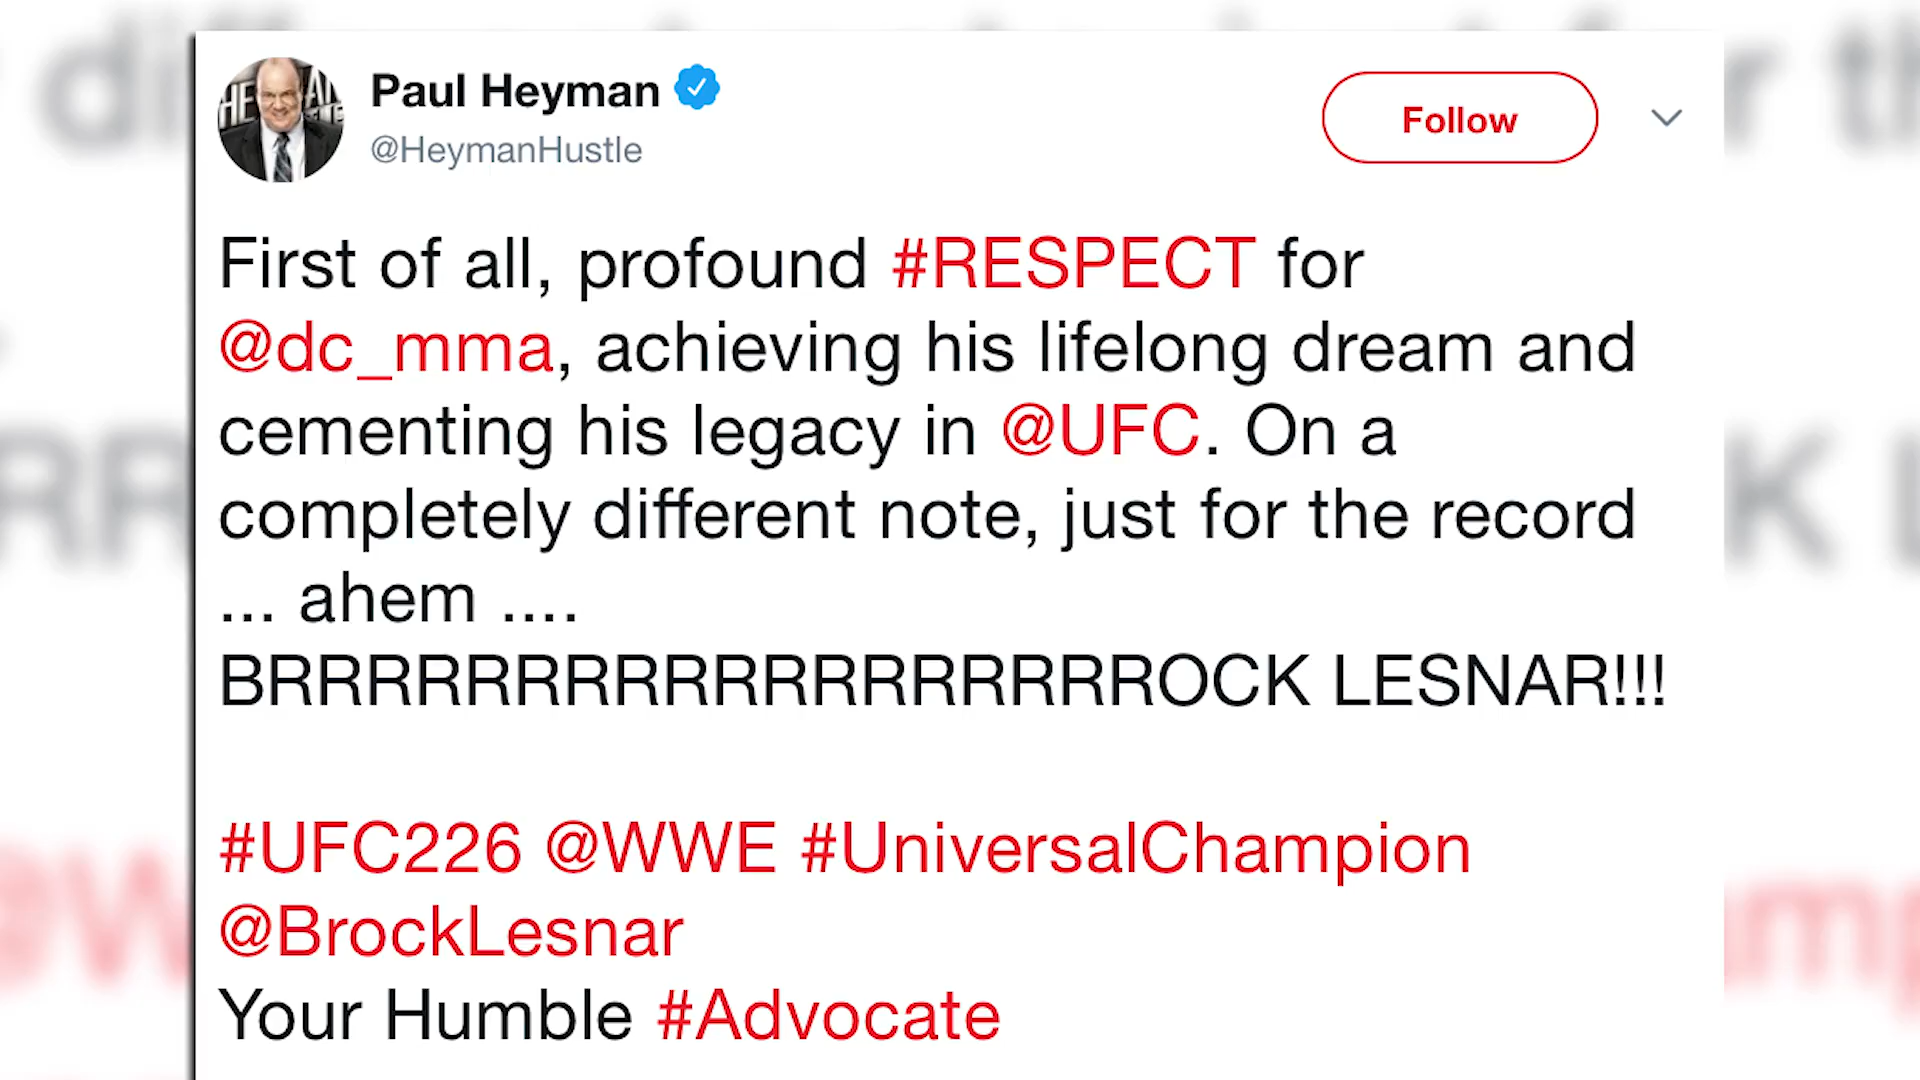 Paul Heyman
@HeymanHustle
Follow
First of all, profound #RESPECT for
@dc_mma, achieving his lifelong dream and
cementing his legacy in @UFC. On a
completely different note, just for the record
... ahem ....
BRRRRRRRRRRRRRRRRRROCK LESNAR!!!
#UFC226 @WWE #UniversalChampion
@BrockLesnar
Your Humble #Advocate